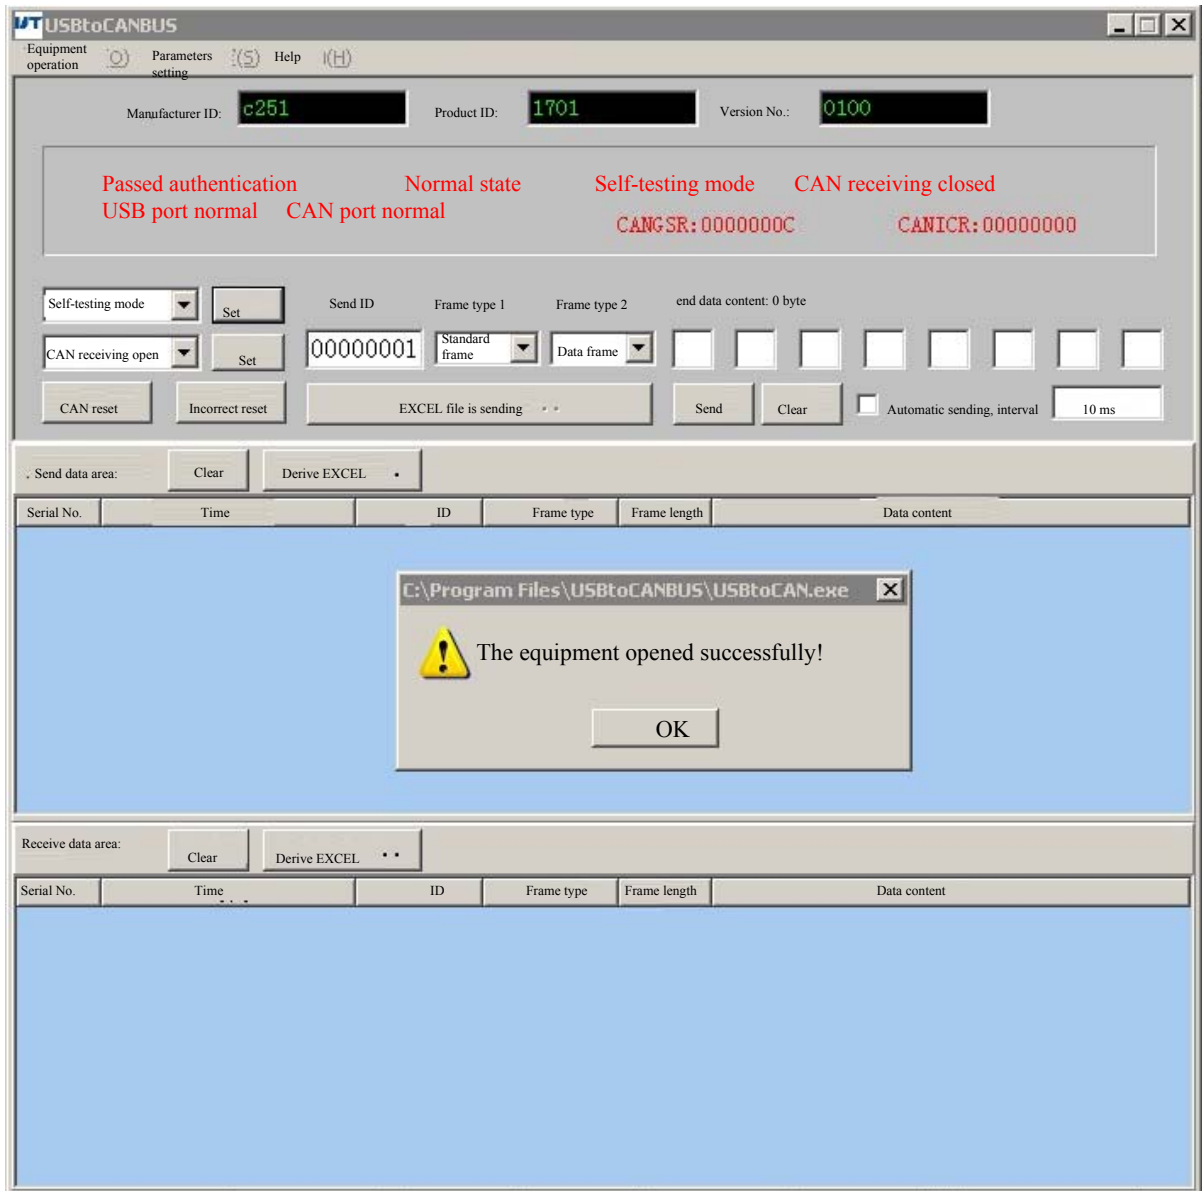 USBtoCANBUS
Equipment operation (O) Parameters setting (S) Help (H)
Manufacturer ID: c251 Product ID: 1701 Version No.: 0100
Passed authentication Normal state Self-testing mode CAN receiving closed
USB port normal CAN port normal CANGSR:0000000C CANICR:00000000
Self-testing mode Set Send ID Frame type 1 Frame type 2 end data content: 0 byte
CAN receiving open Set 00000001 Standard frame Data frame
CAN reset Incorrect reset EXCEL file is sending Send Clear Automatic sending, interval 10 ms
Send data area: Clear Derive EXCEL
Serial No. Time ID Frame type Frame length Data content
C:\Program Files\USBtoCANBUS\USBtoCAN.exe
The equipment opened successfully!
OK
Receive data area: Clear Derive EXCEL
Serial No. Time ID Frame type Frame length Data content